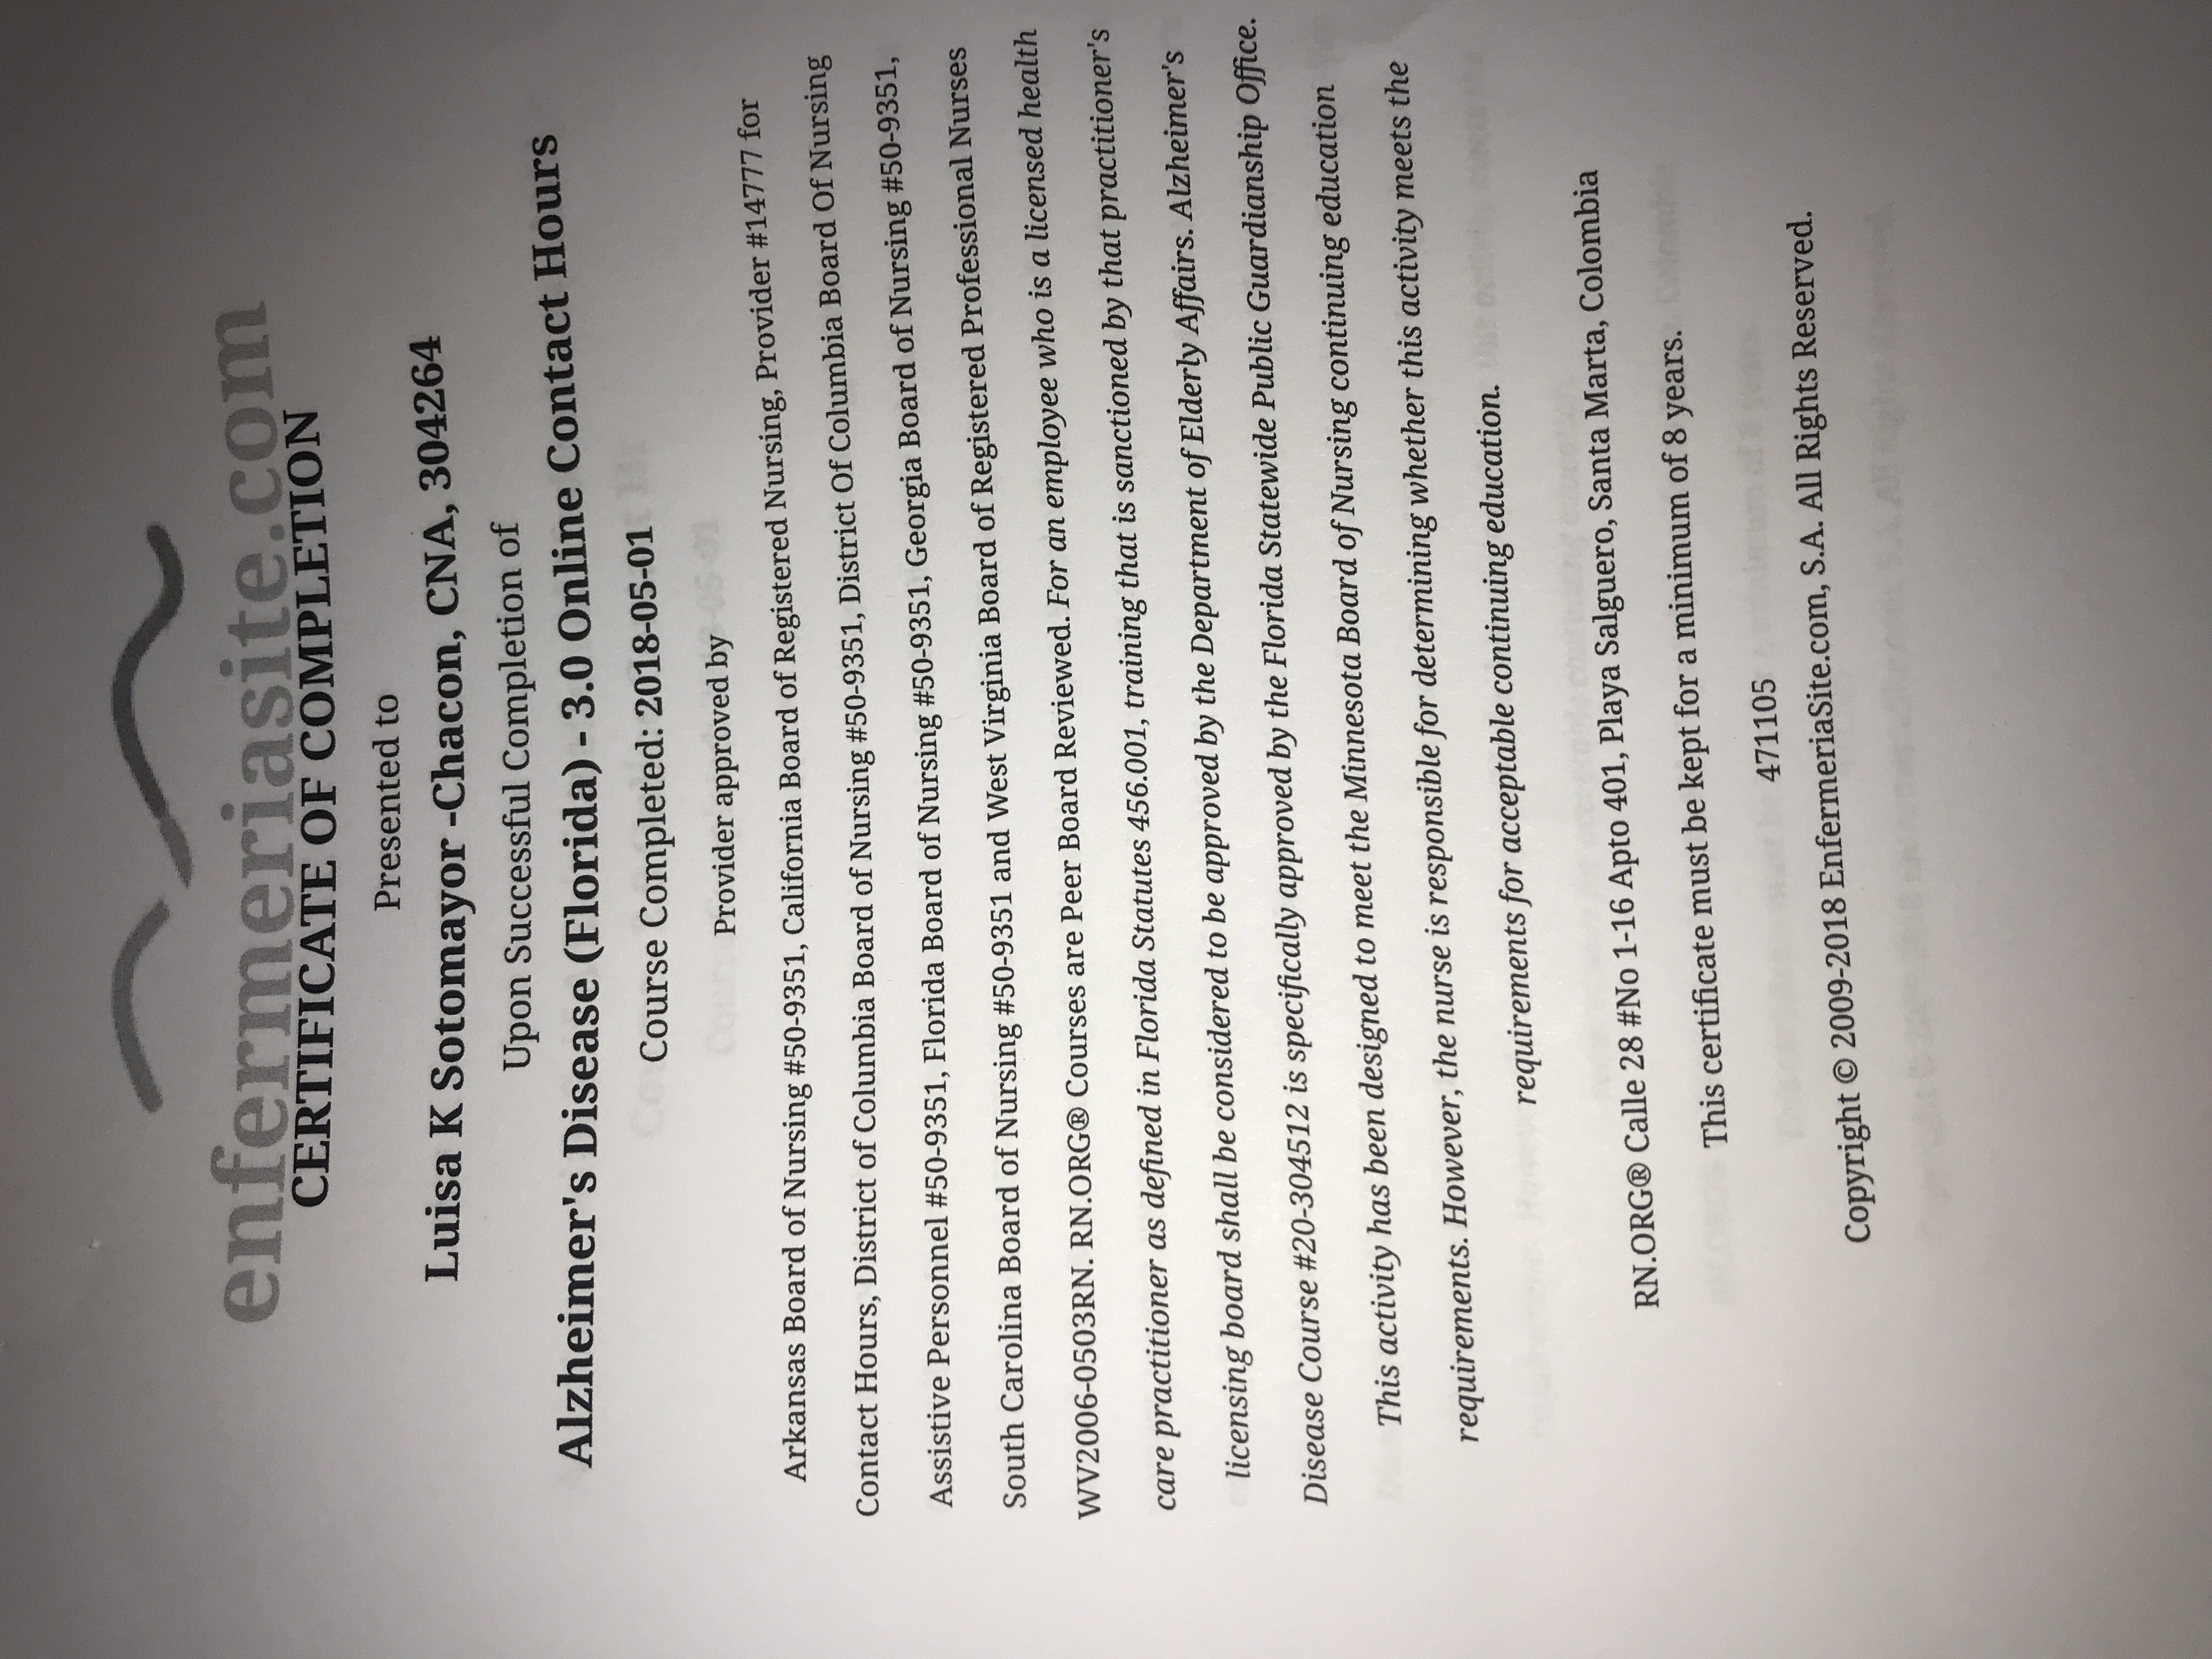 enfermeriasite.com
CERTIFICATE OF COMPLETION
Presented to
Luisa K Sotomayor -Chacon, CNA, 304264
Upon Successful Completion of
Alzheimer's Disease (Florida) - 3.0 Online Contact Hours
Course Completed: 2018-05-01
Provider approved by
Arkansas Board of Nursing #50-9351, California Board of Registered Nursing, Provider #14777 for
Contact Hours, District of Columbia Board of Nursing #50-9351, District Of Columbia Board Of Nursing
Assistive Personnel #50-9351, Florida Board of Nursing #50-9351, Georgia Board of Nursing #50-9351,
South Carolina Board of Nursing #50-9351 and West Virginia Board of Registered Professional Nurses
WV2006-0503RN. RN.ORG® Courses are Peer Board Reviewed. For an employee who is a licensed health
care practitioner as defined in Florida Statutes 456.001, training that is sanctioned by that practitioner's
licensing board shall be considered to be approved by the Department of Elderly Affairs. Alzheimer's
Disease Course #20-304512 is specifically approved by the Florida Statewide Public Guardianship Office.
This activity has been designed to meet the Minnesota Board of Nursing continuing education
requirements. However, the nurse is responsible for determining whether this activity meets the
requirements for acceptable continuing education.
RN.ORG® Calle 28 #No 1-16 Apto 401, Playa Salguero, Santa Marta, Colombia
This certificate must be kept for a minimum of 8 years.
471105
Copyright © 2009-2018 EnfermeriaSite.com, S.A. All Rights Reserved.